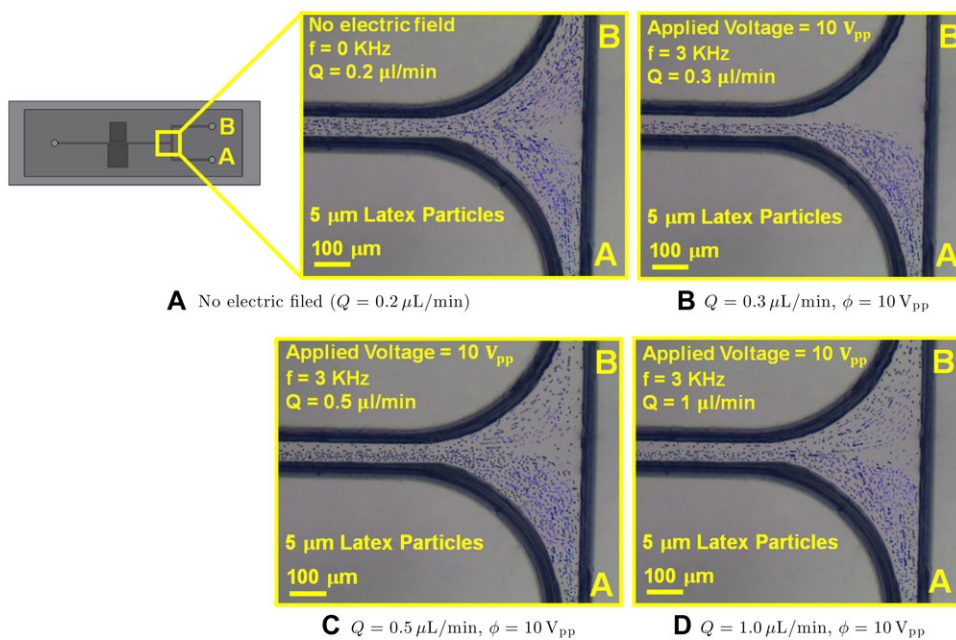 B
A
No electric field
f = 0 KHz
Q = 0.2 µl/min
B
5 µm Latex Particles
100 µm
A
Applied Voltage = 10 Vpp
f = 3 KHz
Q = 0.3 µl/min
B
5 µm Latex Particles
100 µm
A
A No electric filed (Q = 0.2 µL/min)
B Q = 0.3 µL/min, ϕ = 10 Vpp
Applied Voltage = 10 Vpp
f = 3 KHz
Q = 0.5 µl/min
B
5 µm Latex Particles
100 µm
A
Applied Voltage = 10 Vpp
f = 3 KHz
Q = 1 µl/min
B
5 µm Latex Particles
100 µm
A
C Q = 0.5 µL/min, ϕ = 10 Vpp
D Q = 1.0 µL/min, ϕ = 10 Vpp